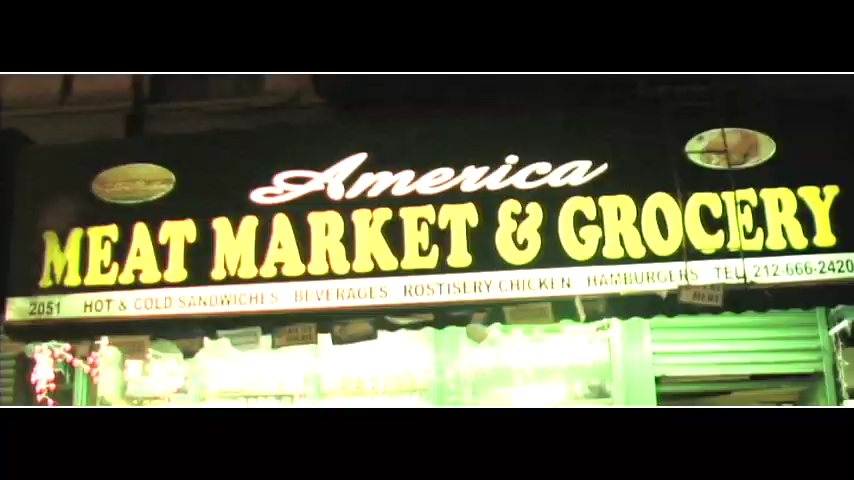 America
MEAT MARKET & GROCERY
2051 HOT & COLD SANDWICHES BEVERAGES ROSTISERY CHICKEN HAMBURGERS TEL. 212-666-2420